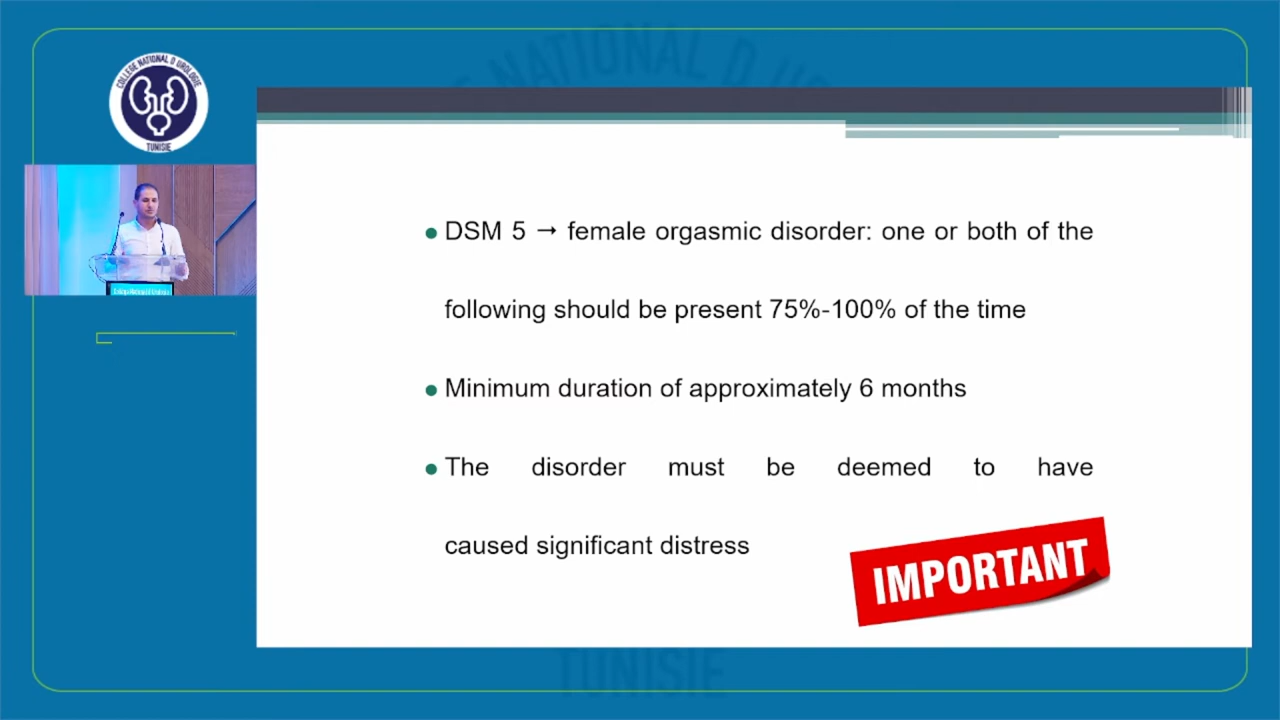 COLLEGE NATIONAL D UROLOGIE
TUNISIE
DSM 5 → female orgasmic disorder: one or both of the
following should be present 75%-100% of the time
Minimum duration of approximately 6 months
The disorder must be deemed to have
caused significant distress
IMPORTANT
NATIONAL D
TUNISIE